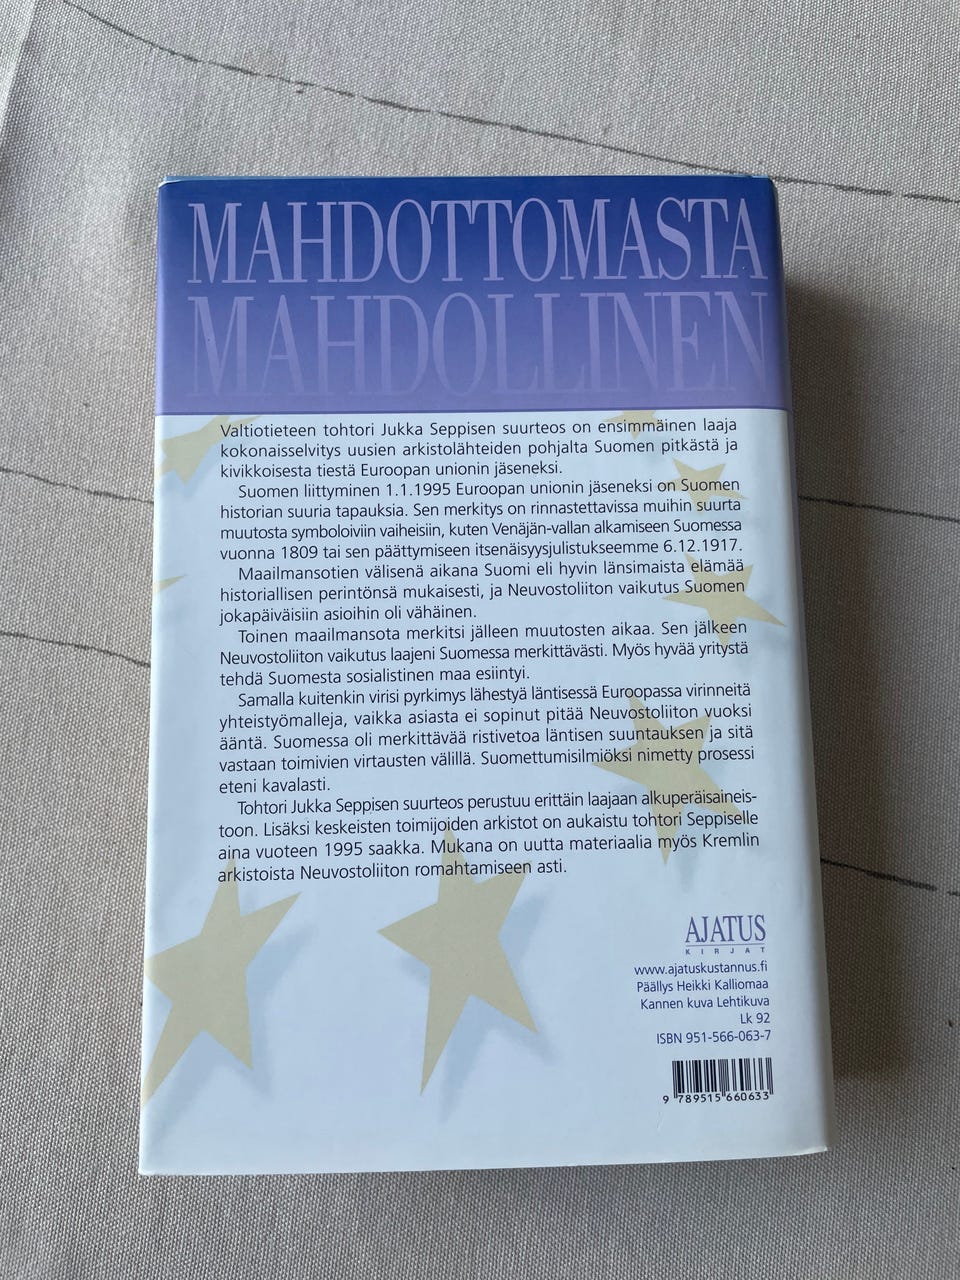 MAHDOTTOMASTA
MAHDOLLINEN
Valtiotieteen tohtori Jukka Seppisen suurteos on ensimmäinen laaja
kokonaisselvitys uusien arkistolähteiden pohjalta Suomen pitkästä ja
kivikkoisesta tiestä Euroopan unionin jäseneksi.
Suomen liittyminen 1.1.1995 Euroopan unionin jäseneksi on Suomen
historian suuria tapauksia. Sen merkitys on rinnastettavissa muihin suurta
muutosta symboloiviin vaiheisiin, kuten Venäjän-vallan alkamiseen Suomessa
vuonna 1809 tai sen päättymiseen itsenäisyysjulistukseemme 6.12.1917.
Maailmansotien välisenä aikana Suomi eli hyvin länsimaista elämää
historiallisen perintönsä mukaisesti, ja Neuvostoliiton vaikutus Suomen
jokapäiväisiin asioihin oli vähäinen.
Toinen maailmansota merkitsi jälleen muutosten aikaa. Sen jälkeen
Neuvostoliiton vaikutus laajeni Suomessa merkittävästi. Myös hyvää yritystä
tehdä Suomesta sosialistinen maa esiintyi.
Samalla kuitenkin virisi pyrkimys lähestyä läntisessä Euroopassa virinneitä
yhteistyömalleja, vaikka asiasta ei sopinut pitää Neuvostoliiton vuoksi
ääntä. Suomessa oli merkittävää ristivetoa läntisen suuntauksen ja sitä
vastaan toimivien virtausten välillä. Suomettumisilmiöksi nimetty prosessi
eteni kavalasti.
Tohtori Jukka Seppisen suurteos perustuu erittäin laajaan alkuperäisaineis-
toon. Lisäksi keskeisten toimijoiden arkistot on aukaistu tohtori Seppiselle
aina vuoteen 1995 saakka. Mukana on uutta materiaalia myös Kremlin
arkistoista Neuvostoliiton romahtamiseen asti.
AJATUS
KIRJAT
www.ajatuskustannus.fi
Päällys Heikki Kalliomaa
Kannen kuva Lehtikuva
Lk 92
ISBN 951-566-063-7
9 789515 660633